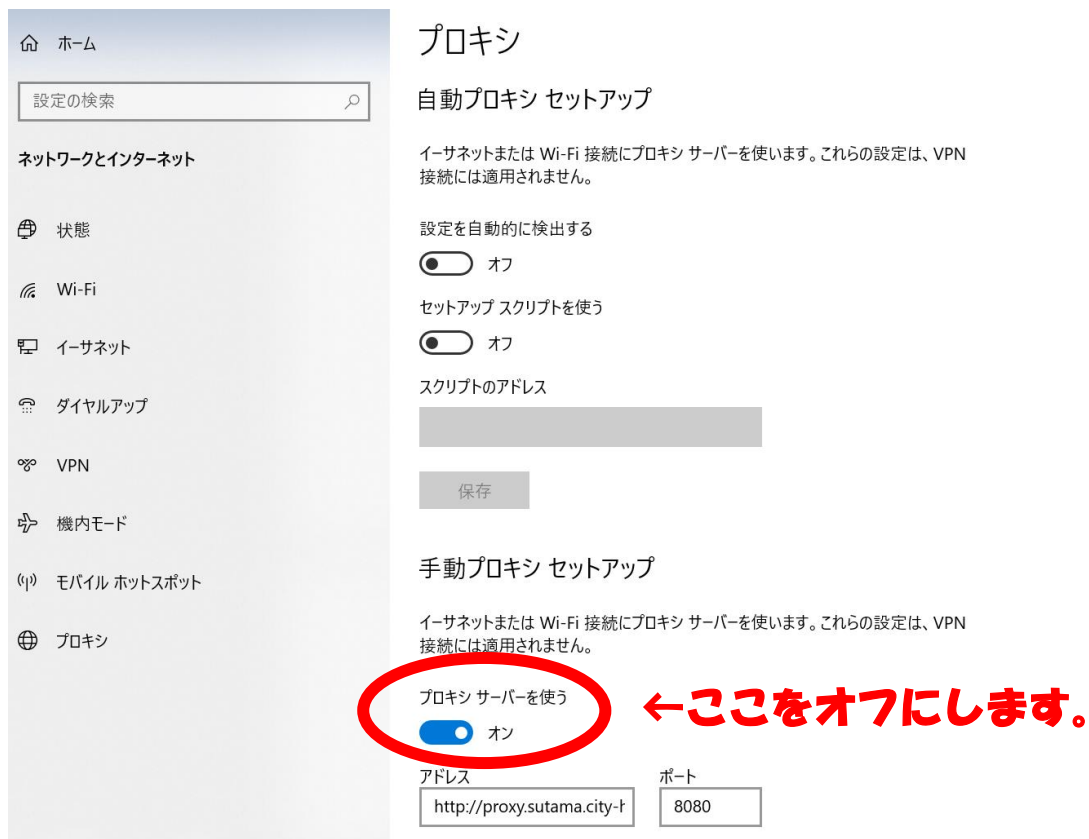 ホーム
設定の検索
ネットワークとインターネット
状態
Wi-Fi
イーサネット
ダイヤルアップ
VPN
機内モード
モバイル ホットスポット
プロキシ
プロキシ
自動プロキシ セットアップ
イーサネットまたは Wi-Fi 接続にプロキシ サーバーを使います。これらの設定は、VPN
接続には適用されません。
設定を自動的に検出する
オフ
セットアップ スクリプトを使う
オフ
スクリプトのアドレス
保存
手動プロキシ セットアップ
イーサネットまたは Wi-Fi 接続にプロキシ サーバーを使います。これらの設定は、VPN
接続には適用されません。
プロキシ サーバーを使う
オン
←ここをオフにします。
アドレス
ポート
http://proxy.sutama.city-h
8080